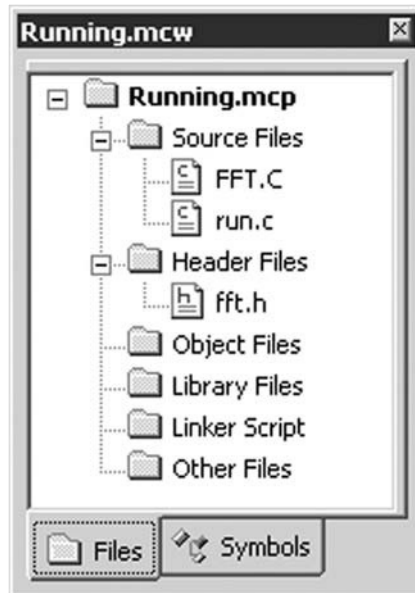 Running.mcw
Running.mcp
Source Files
FFT.C
run.c
Header Files
fft.h
Object Files
Library Files
Linker Script
Other Files
Files Symbols